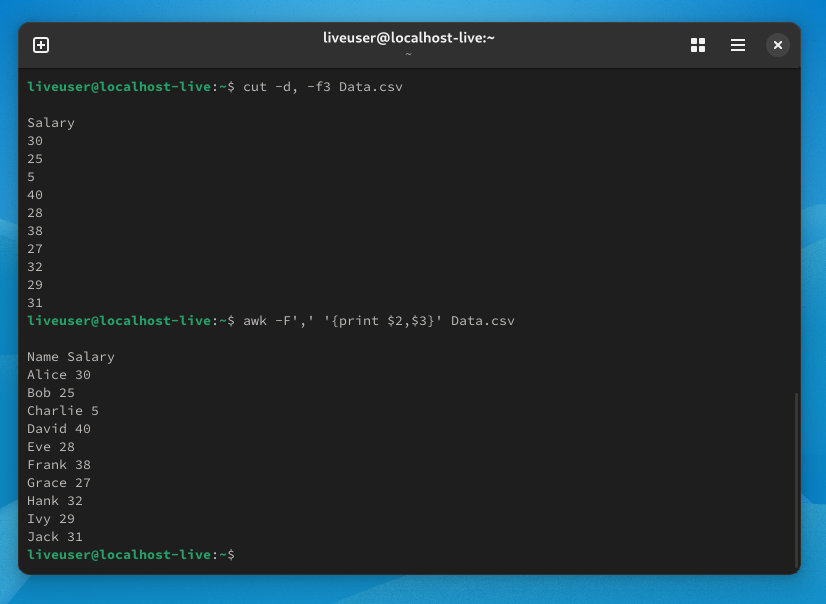 liveuser@localhost-live:~
~
liveuser@localhost-live:~$ cut -d, -f3 Data.csv
Salary
30
25
5
40
28
38
27
32
29
31
liveuser@localhost-live:~$ awk -F',' '{print $2,$3}' Data.csv
Name Salary
Alice 30
Bob 25
Charlie 5
David 40
Eve 28
Frank 38
Grace 27
Hank 32
Ivy 29
Jack 31
liveuser@localhost-live:~$